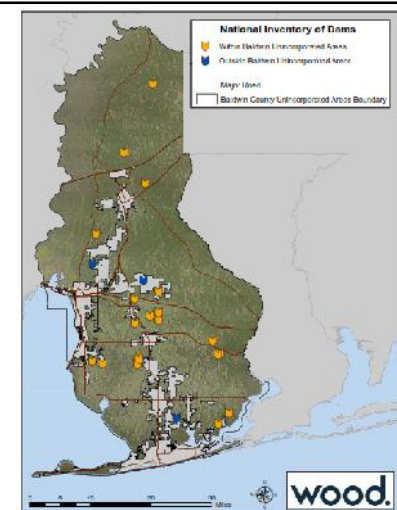 National Inventory of Dams
Within Baldwin Unincorporated Areas
Outside Baldwin Unincorporated Areas
Major Road
Baldwin County Unincorporated Areas Boundary
Miles
wood.